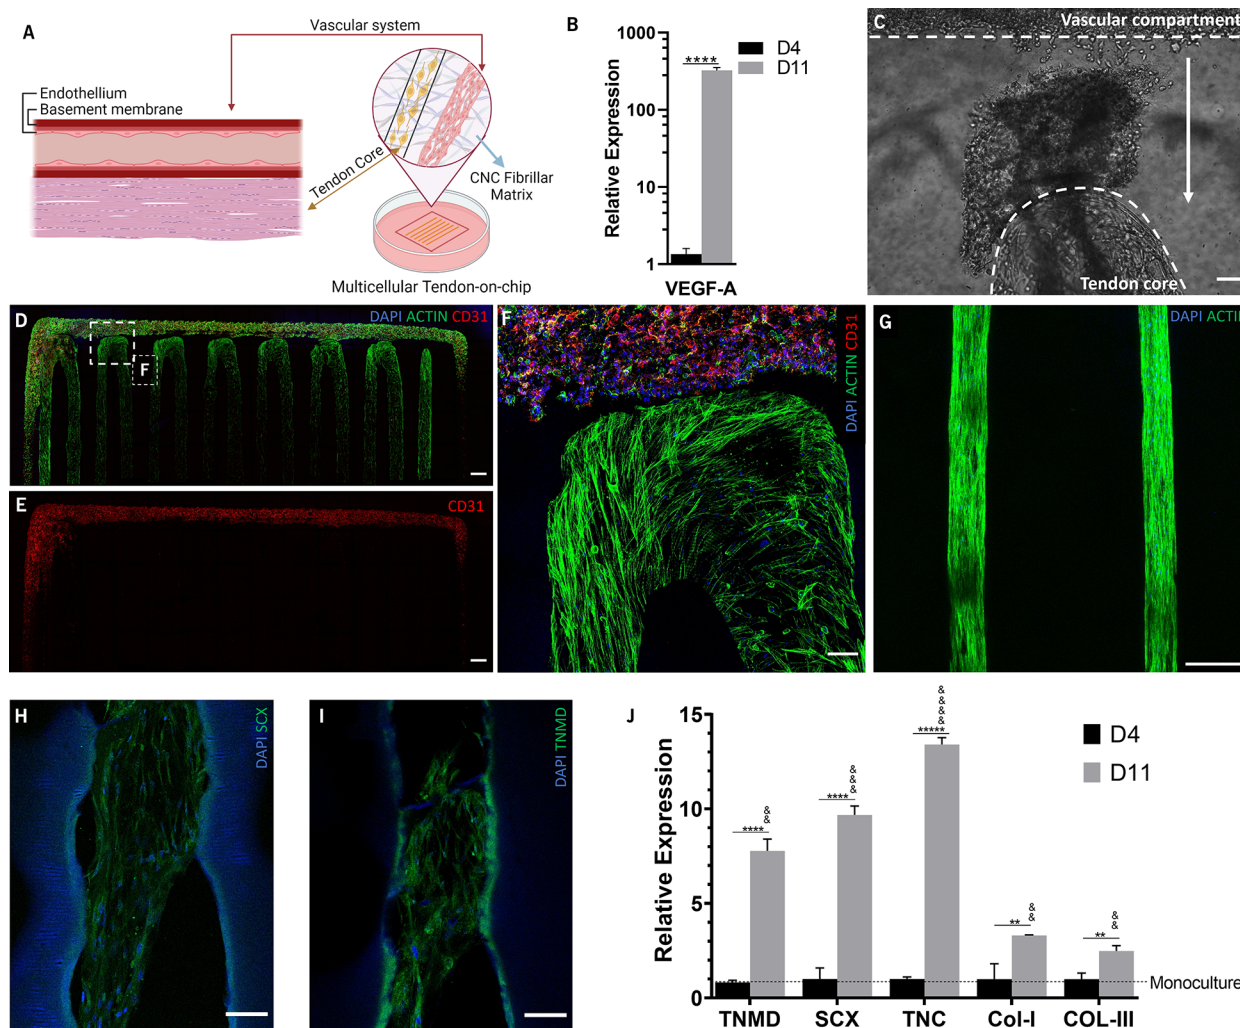 A
Vascular system
Endothellium
Basement membrane
Tendon Core
CNC Fibrillar
Matrix
Multicellular Tendon-on-chip
B
Relative Expression
1000
100
10
1
****
D4
D11
VEGF-A
C
Vascular compartment
Tendon core
D
DAPI ACTIN CD31
F
E
CD31
F
DAPI ACTIN CD31
G
DAPI ACTIN
H
DAPI SCX
I
DAPI TNMD
J
Relative Expression
15
10
5
0
D4
D11
****
&
&
****
&
&
&
*****
&
&
&
&
**
&
&
**
&
&
Monoculture
TNMD
SCX
TNC
Col-I
COL-III